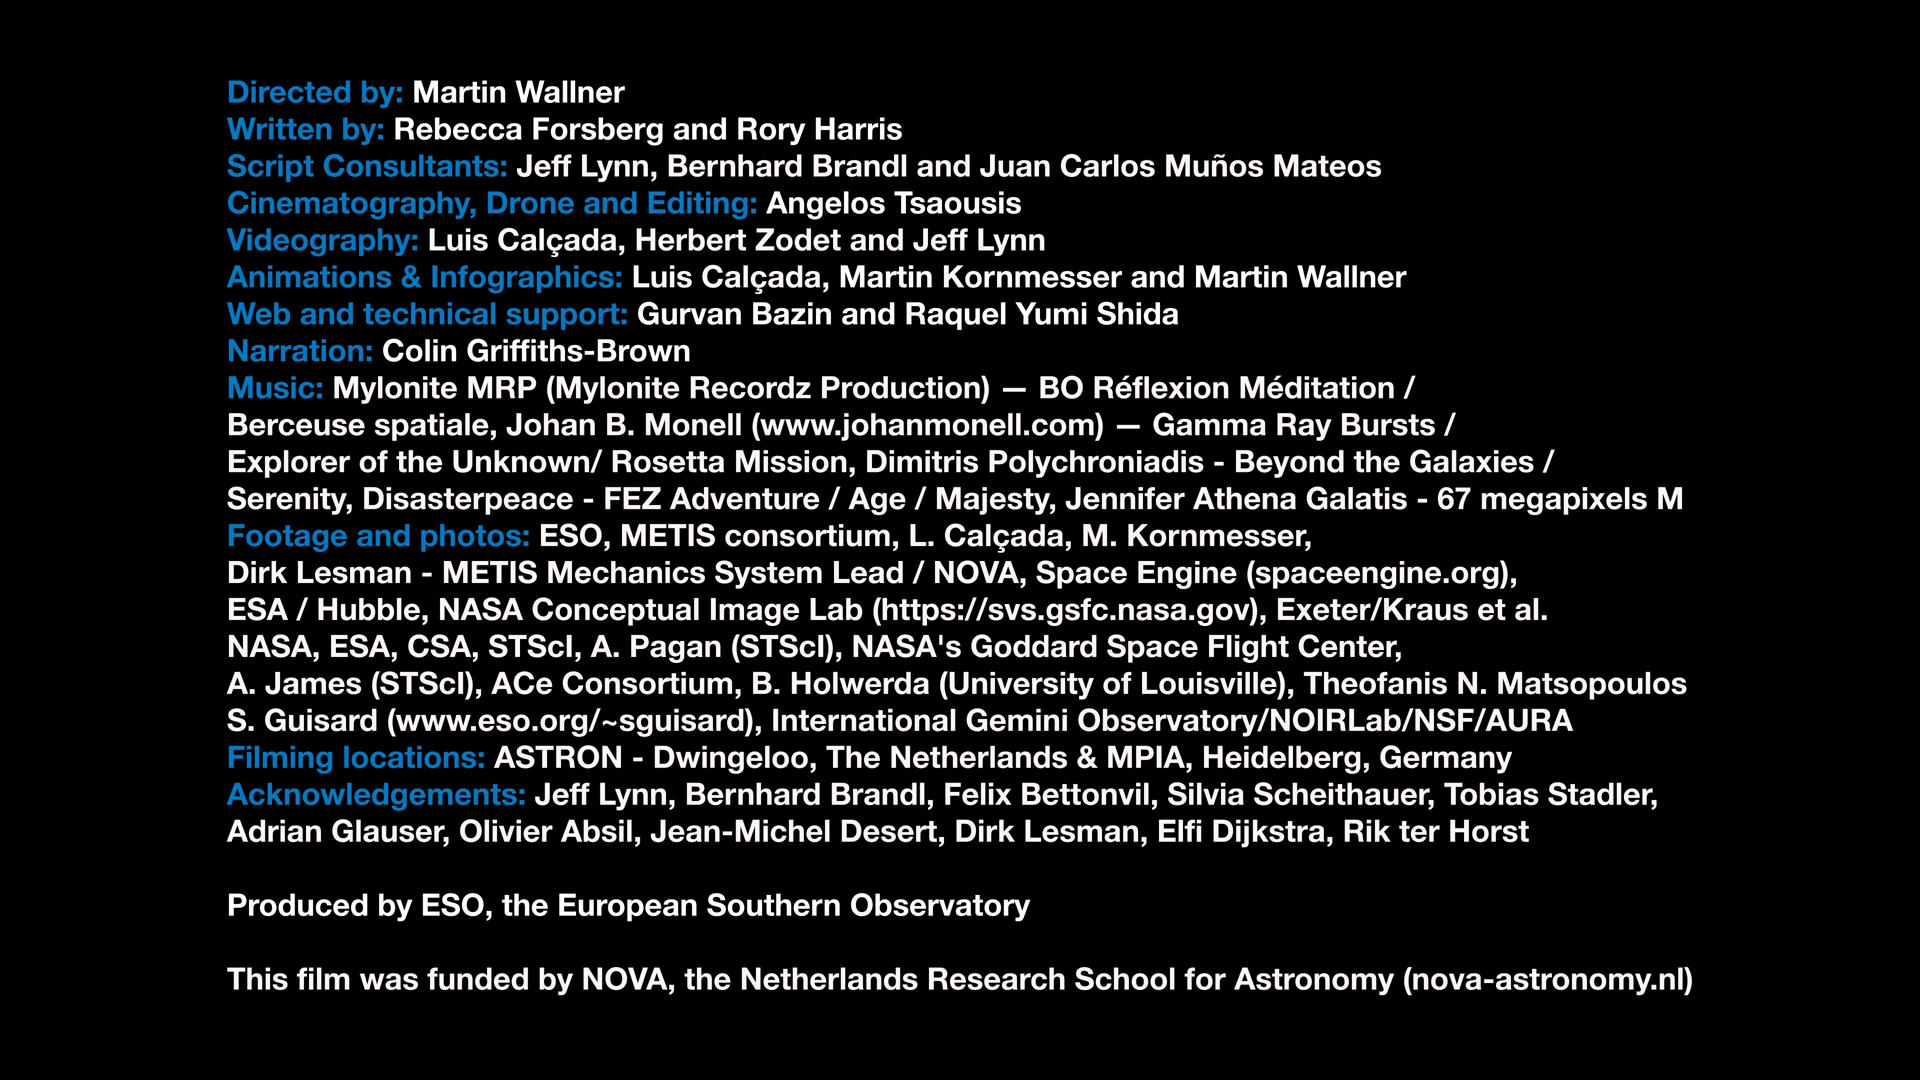 Directed by: Martin Wallner
Written by: Rebecca Forsberg and Rory Harris
Script Consultants: Jeff Lynn, Bernhard Brandl and Juan Carlos Muños Mateos
Cinematography, Drone and Editing: Angelos Tsaousis
Videography: Luis Calçada, Herbert Zodet and Jeff Lynn
Animations & Infographics: Luis Calçada, Martin Kornmesser and Martin Wallner
Web and technical support: Gurvan Bazin and Raquel Yumi Shida
Narration: Colin Griffiths-Brown
Music: Mylonite MRP (Mylonite Recordz Production) — BO Réflexion Méditation /
Berceuse spatiale, Johan B. Monell (www.johanmonell.com) — Gamma Ray Bursts /
Explorer of the Unknown/ Rosetta Mission, Dimitris Polychroniadis - Beyond the Galaxies /
Serenity, Disasterpeace - FEZ Adventure / Age / Majesty, Jennifer Athena Galatis - 67 megapixels M
Footage and photos: ESO, METIS consortium, L. Calçada, M. Kornmesser,
Dirk Lesman - METIS Mechanics System Lead / NOVA, Space Engine (spaceengine.org),
ESA / Hubble, NASA Conceptual Image Lab (https://svs.gsfc.nasa.gov), Exeter/Kraus et al.
NASA, ESA, CSA, STScI, A. Pagan (STScI), NASA's Goddard Space Flight Center,
A. James (STScI), ACe Consortium, B. Holwerda (University of Louisville), Theofanis N. Matsopoulos
S. Guisard (www.eso.org/~sguisard), International Gemini Observatory/NOIRLab/NSF/AURA
Filming locations: ASTRON - Dwingeloo, The Netherlands & MPIA, Heidelberg, Germany
Acknowledgements: Jeff Lynn, Bernhard Brandl, Felix Bettonvil, Silvia Scheithauer, Tobias Stadler,
Adrian Glauser, Olivier Absil, Jean-Michel Desert, Dirk Lesman, Elfi Dijkstra, Rik ter Horst
Produced by ESO, the European Southern Observatory
This film was funded by NOVA, the Netherlands Research School for Astronomy (nova-astronomy.nl)